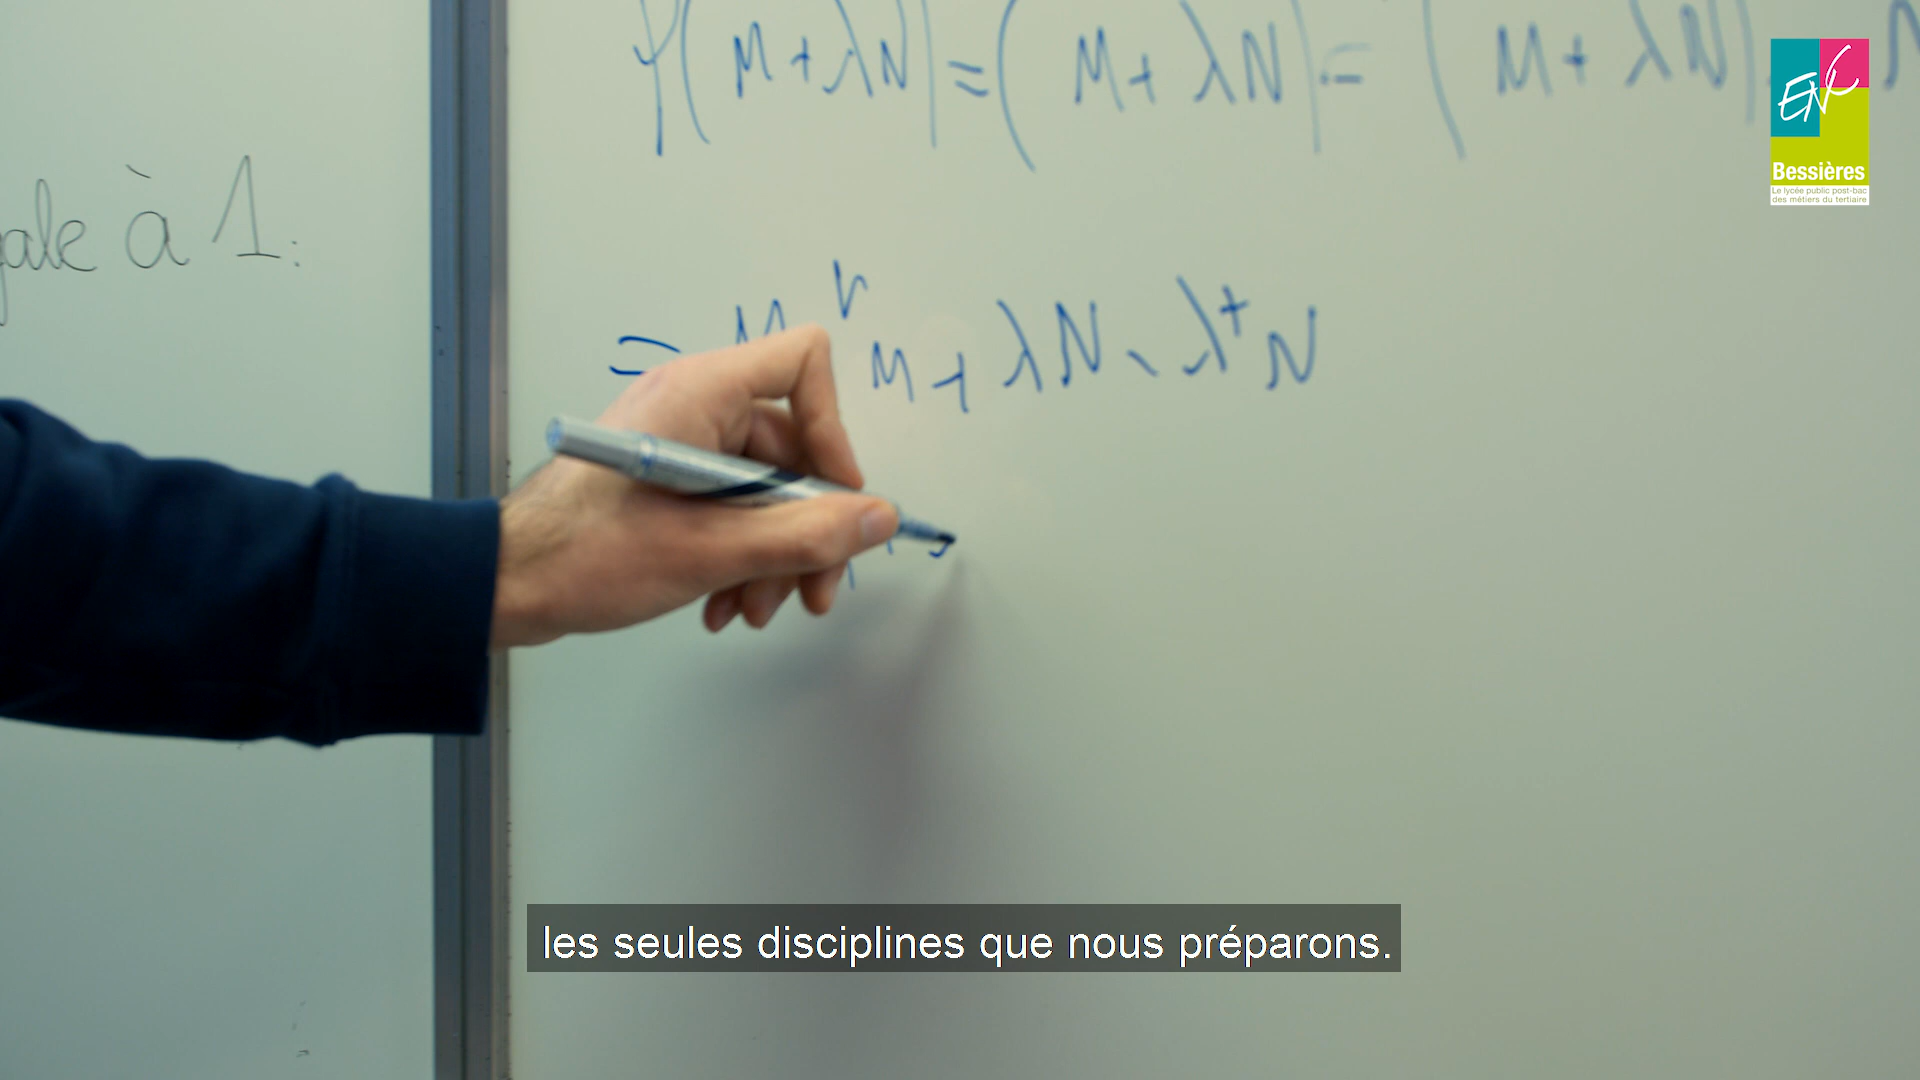 φ(M+λN)=(M+λN)-(M+λN)
gale à 1:
= M
M+λN
N
ENC
Bessières
Le lycée public post-bac
des métiers du tertiaire
les seules disciplines que nous préparons.